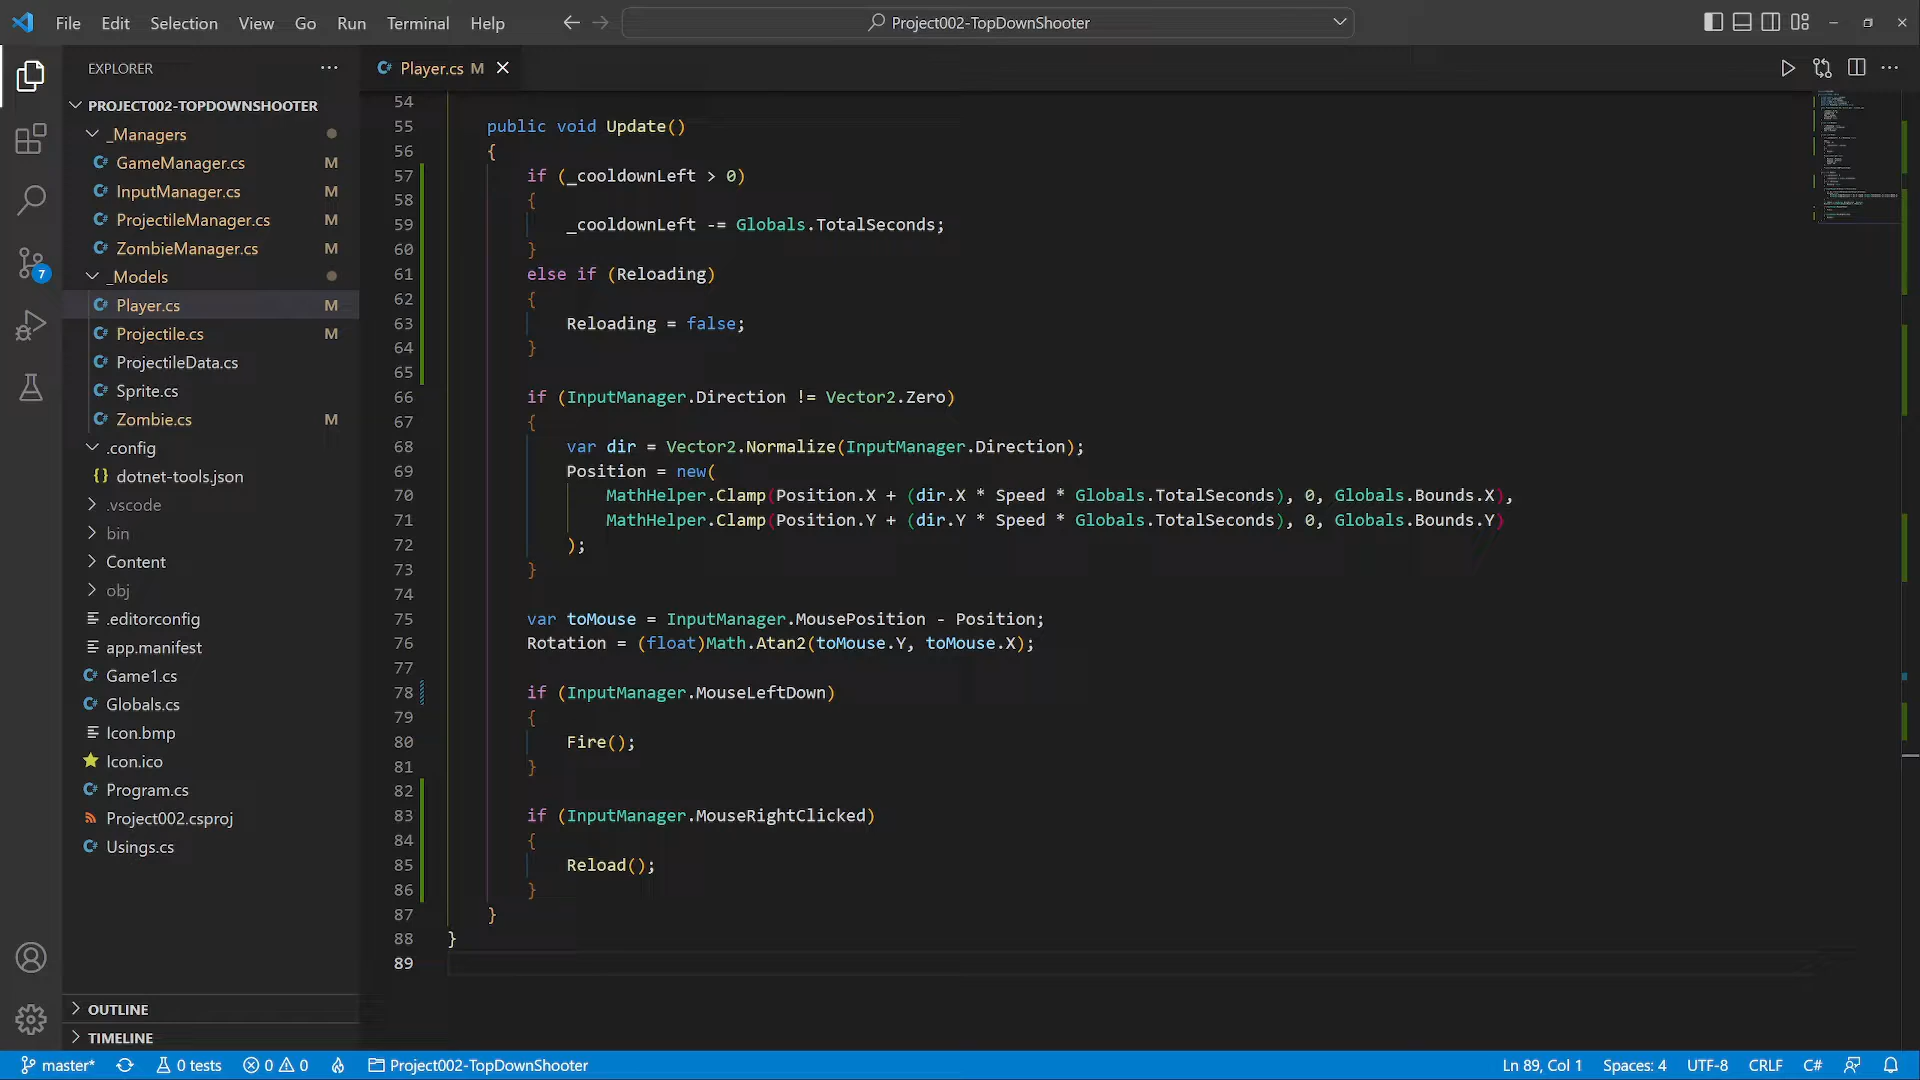 File Edit Selection View Go Run Terminal Help Project002-TopDownShooter
EXPLORER
PROJECT002-TOPDOWNSHOOTER
_Managers
GameManager.cs M
InputManager.cs M
ProjectileManager.cs M
ZombieManager.cs M
_Models
Player.cs M
Projectile.cs M
ProjectileData.cs
Sprite.cs
Zombie.cs M
.config
{} dotnet-tools.json
.vscode
bin
Content
obj
.editorconfig
app.manifest
C# Game1.cs
C# Globals.cs
Icon.bmp
Icon.ico
C# Program.cs
Project002.csproj
C# Usings.cs
OUTLINE
TIMELINE
7
C# Player.cs M
54
55 public void Update()
56 {
57 if (_cooldownLeft > 0)
58 {
59 _cooldownLeft -= Globals.TotalSeconds;
60 }
61 else if (Reloading)
62 {
63 Reloading = false;
64 }
65
66 if (InputManager.Direction != Vector2.Zero)
67 {
68 var dir = Vector2.Normalize(InputManager.Direction);
69 Position = new(
70 MathHelper.Clamp(Position.X + (dir.X * Speed * Globals.TotalSeconds), 0, Globals.Bounds.X),
71 MathHelper.Clamp(Position.Y + (dir.Y * Speed * Globals.TotalSeconds), 0, Globals.Bounds.Y)
72 );
73 }
74
75 var toMouse = InputManager.MousePosition - Position;
76 Rotation = (float)Math.Atan2(toMouse.Y, toMouse.X);
77
78 if (InputManager.MouseLeftDown)
79 {
80 Fire();
81 }
82
83 if (InputManager.MouseRightClicked)
84 {
85 Reload();
86 }
87 }
88 }
89
master* 0 tests 0 0 Project002-TopDownShooter Ln 89, Col 1 Spaces: 4 UTF-8 CRLF C#